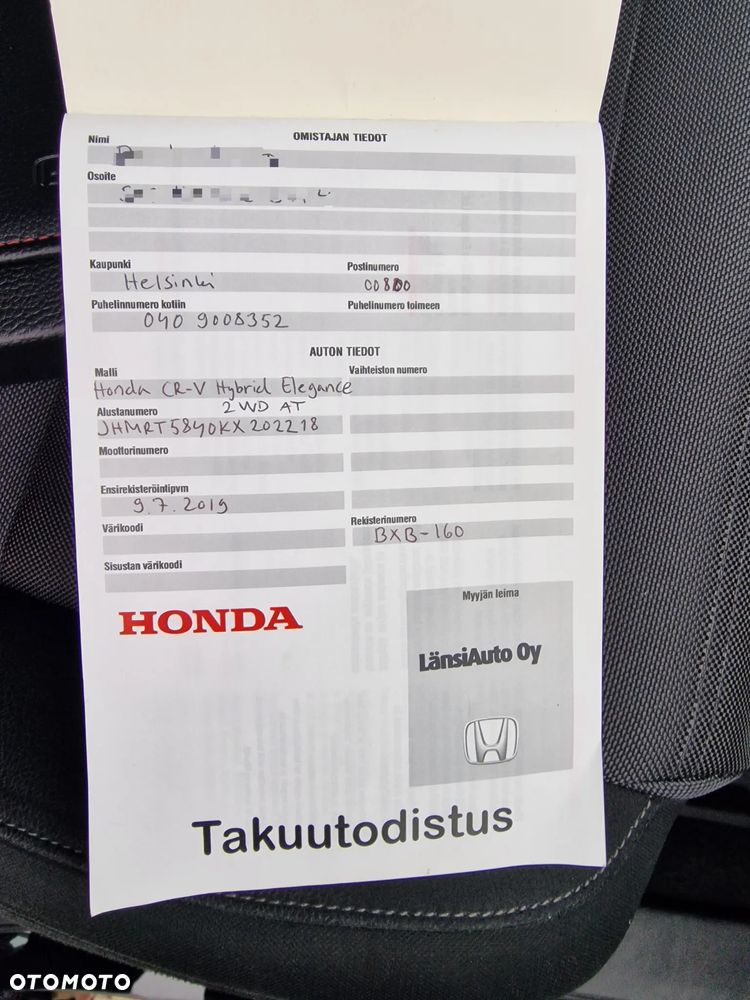 OMISTAJAN TIEDOT
Nimi
Osoite
Kaupunki
Helsinki
Postinumero
00800
Puhelinnumero kotiin
040 9008352
Puhelinumero toimeen
AUTON TIEDOT
Malli
Honda CR-V Hybrid Elegance
2WD AT
Vaihteiston numero
Alustanumero
JHMRT5840KX202218
Moottorinumero
Ensirekisteröintipvm
9.7.2019
Värikoodi
Rekisterinumero
BXB-160
Sisustan värikoodi
HONDA
Myyjän leima
LänsiAuto Oy
Takuutodistus
OTOMOTO